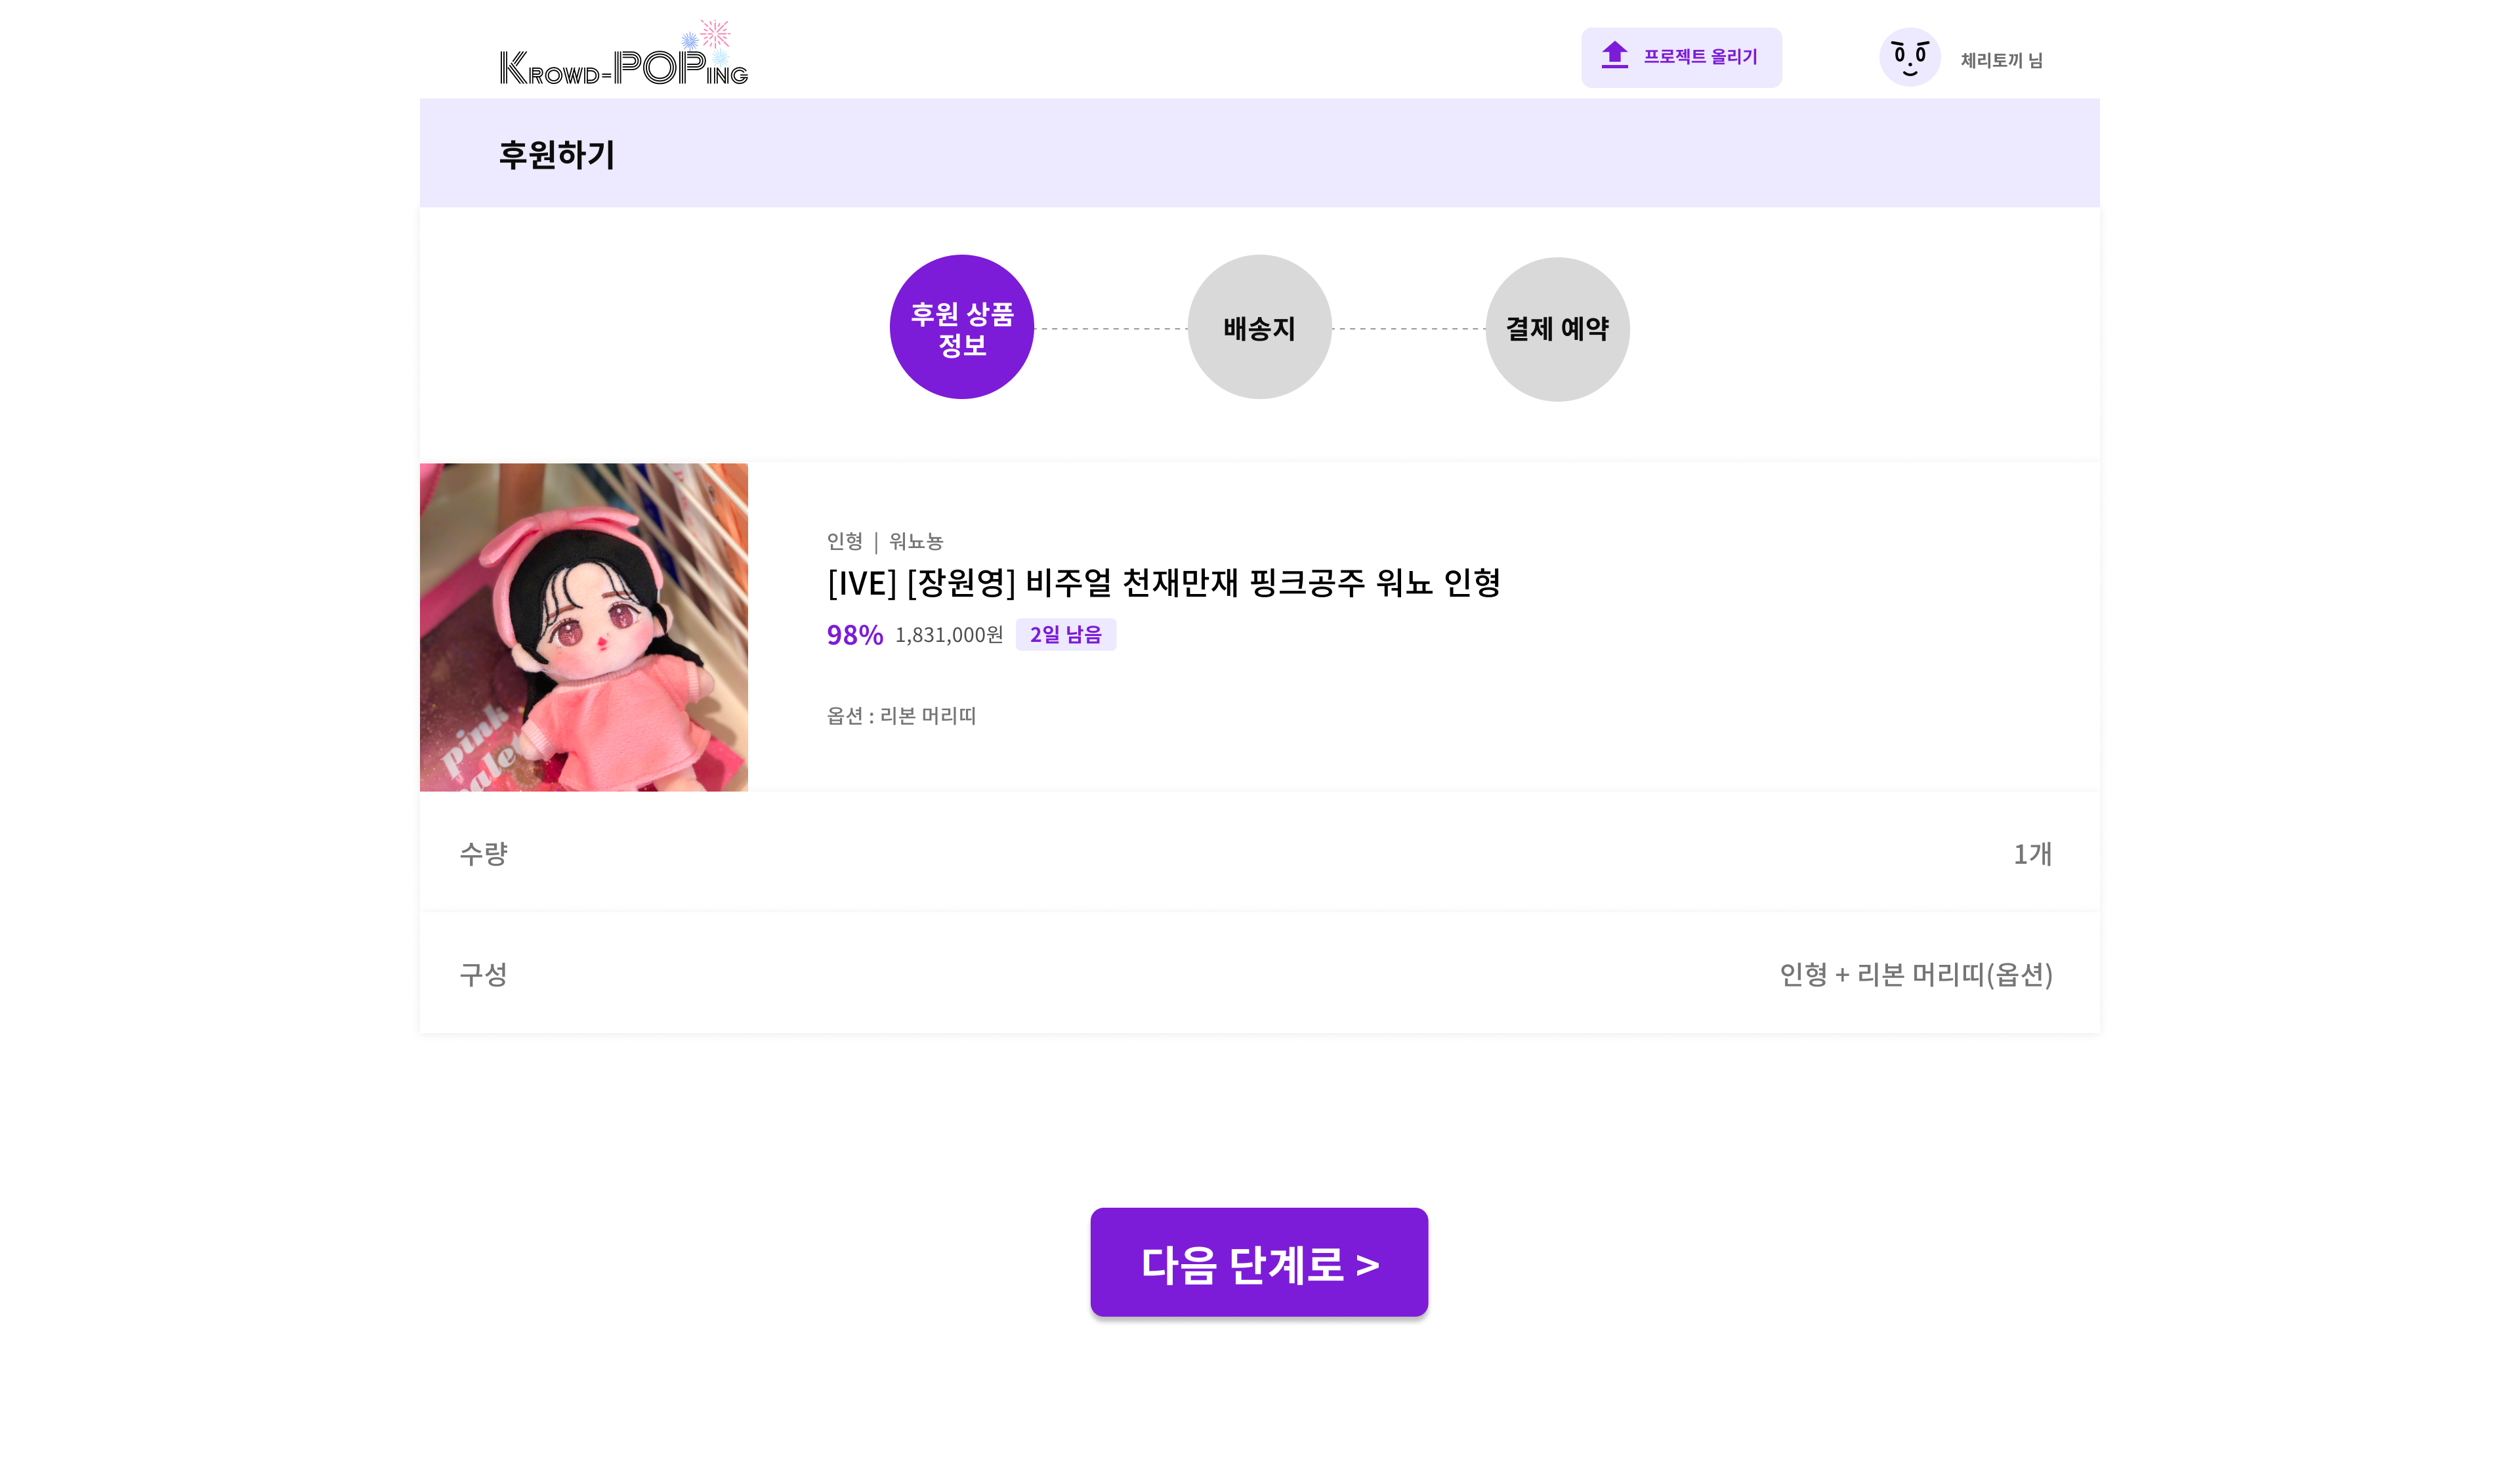 KROWD-POPING
프로젝트 올리기
체리토끼 님
후원하기
후원 상품
정보
배송지
결제 예약
인형 | 워뇨뇽
[IVE] [장원영] 비주얼 천재만재 핑크공주 워뇨 인형
98% 1,831,000원 2일 남음
옵션 : 리본 머리띠
pink
수량
1개
구성
인형 + 리본 머리띠(옵션)
다음 단계로 >